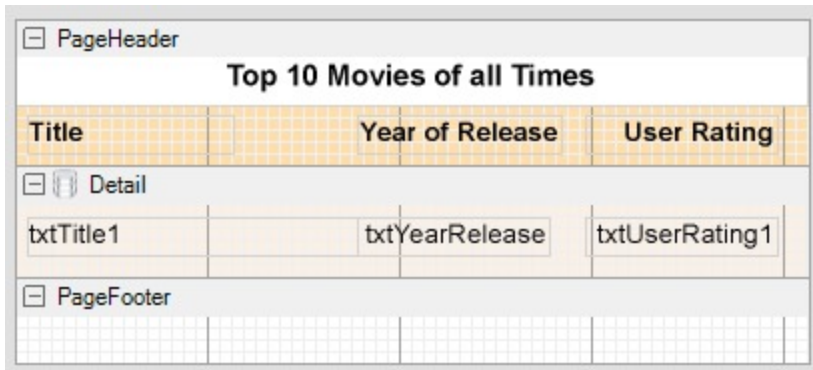 PageHeader
Top 10 Movies of all Times
Title Year of Release User Rating
Detail
txtTitle1 txtYearRelease txtUserRating1
PageFooter